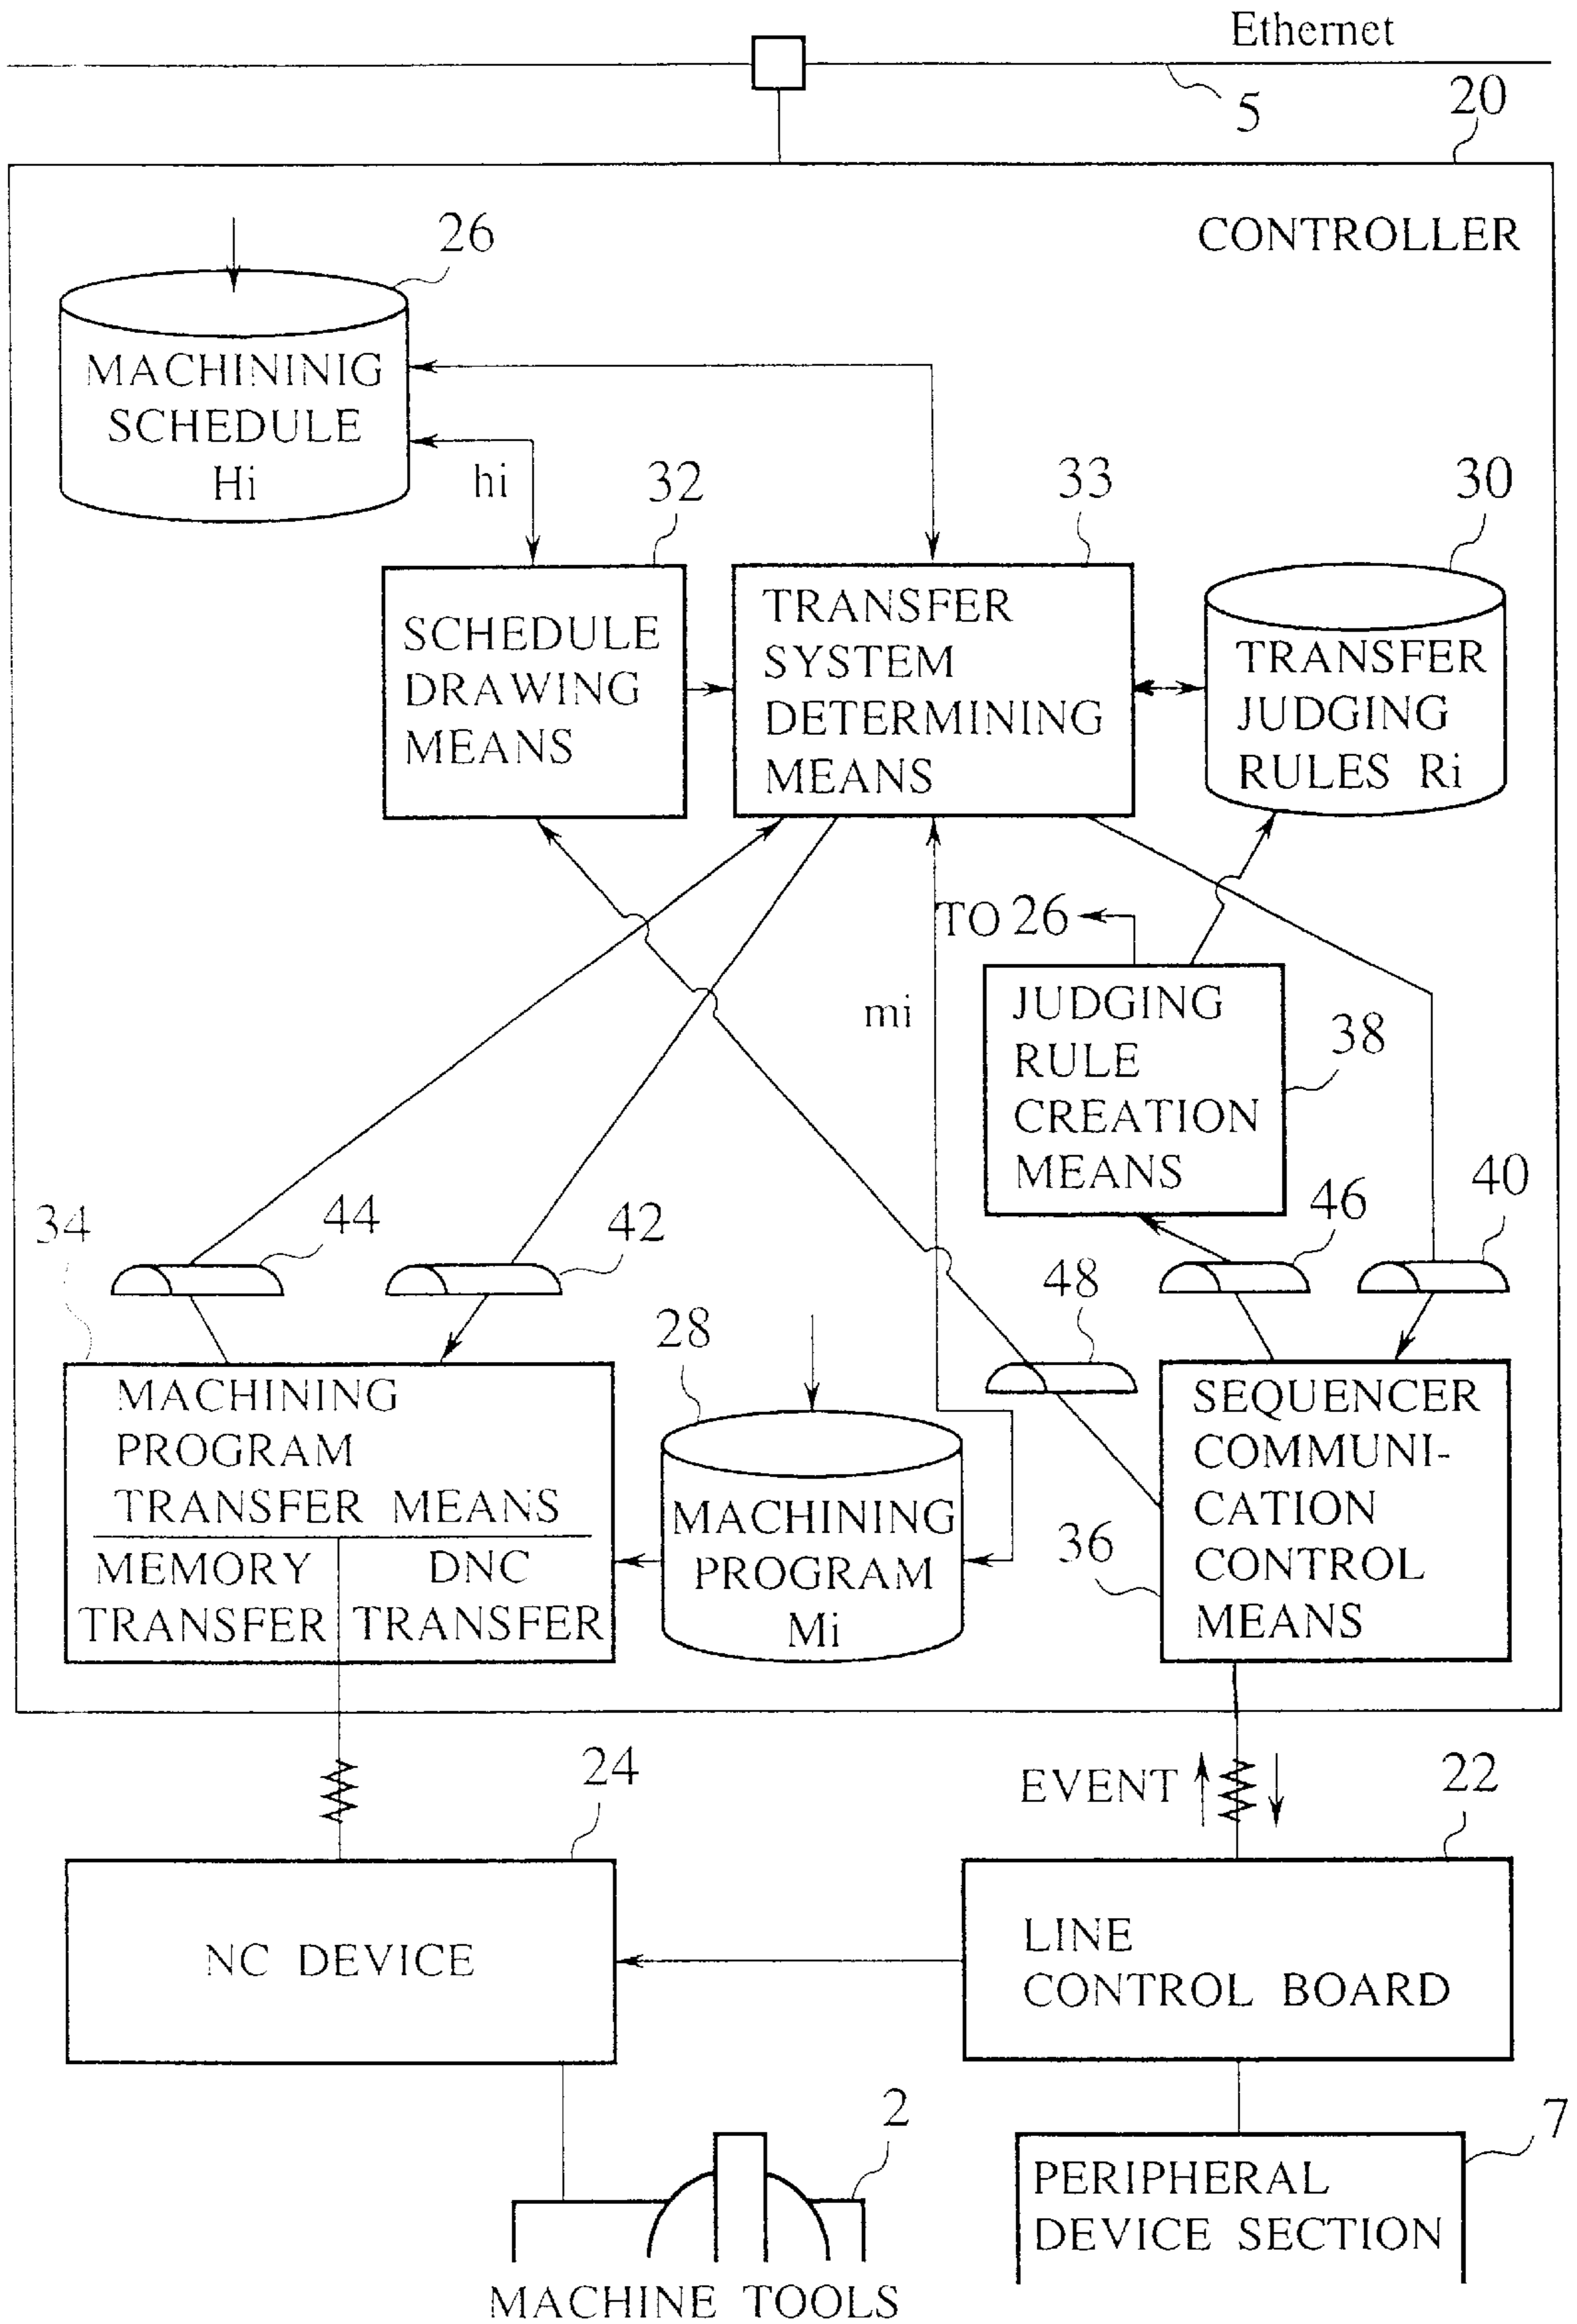 Ethernet
5
20
CONTROLLER
26
MACHININIG
SCHEDULE
Hi
hi
32
33
30
SCHEDULE
DRAWING
MEANS
TRANSFER
SYSTEM
DETERMINING
MEANS
TRANSFER
JUDGING
RULES Ri
TO 26
mi
JUDGING
RULE
CREATION
MEANS
38
34
44
42
46
40
48
28
MACHINING
PROGRAM
TRANSFER MEANS
MEMORY
TRANSFER
DNC
TRANSFER
MACHINING
PROGRAM
Mi
36
SEQUENCER
COMMUNI-
CATION
CONTROL
MEANS
24
EVENT
22
NC DEVICE
LINE
CONTROL BOARD
2
7
MACHINE TOOLS
PERIPHERAL
DEVICE SECTION